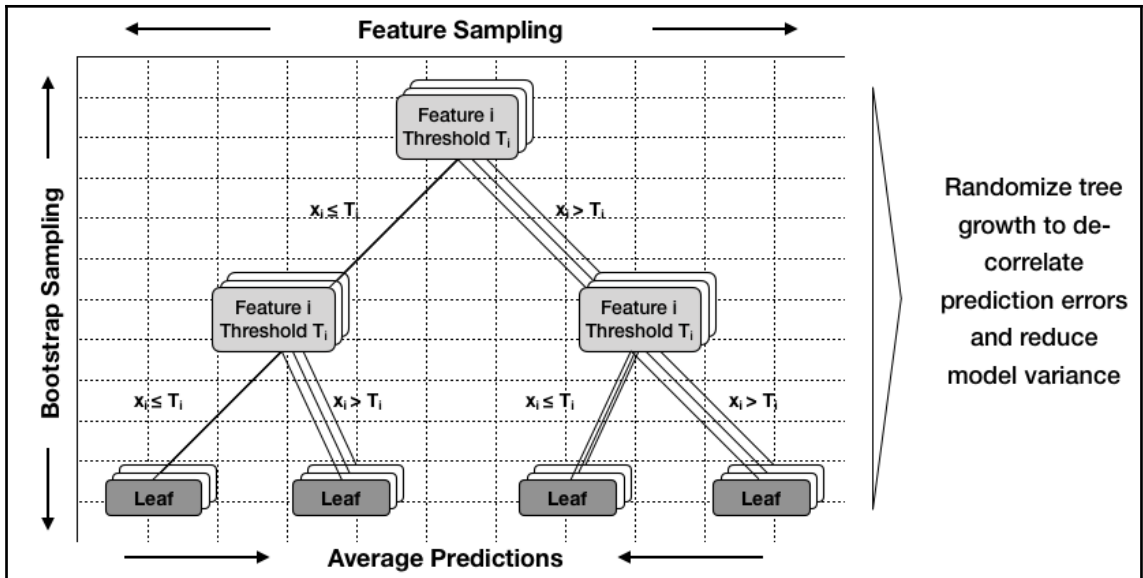 Feature Sampling
Bootstrap Sampling
Feature i
Threshold Tᵢ
xᵢ ≤ Tᵢ
xᵢ > Tᵢ
Feature i
Threshold Tᵢ
Feature i
Threshold Tᵢ
xᵢ ≤ Tᵢ
xᵢ > Tᵢ
xᵢ ≤ Tᵢ
xᵢ > Tᵢ
Leaf
Leaf
Leaf
Leaf
Average Predictions
Randomize tree
growth to de-
correlate
prediction errors
and reduce
model variance